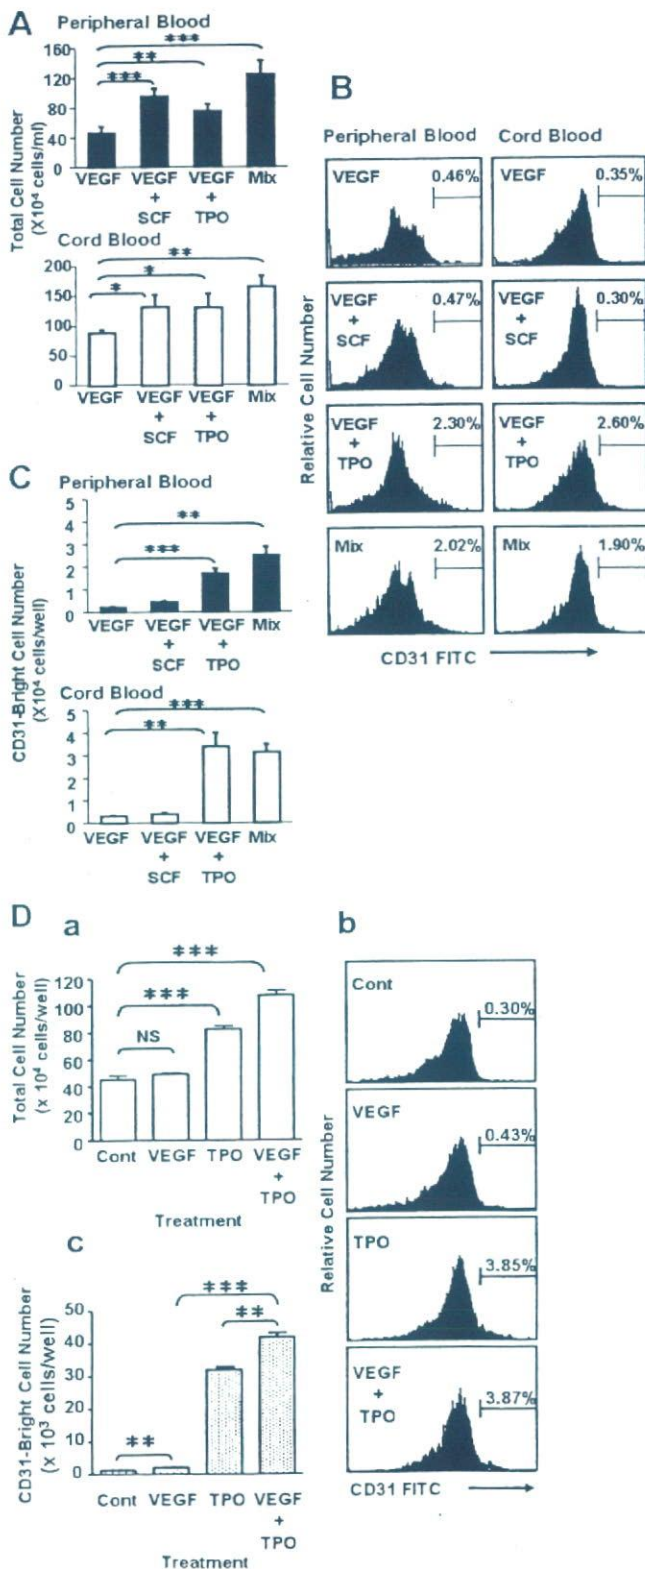 A
Peripheral Blood
Total Cell Number
(X10⁴ cells/ml)
160
120
80
40
0
***
**
***
VEGF
VEGF + SCF
VEGF + TPO
Mix
Cord Blood
200
150
100
50
0
**
*
*
VEGF
VEGF + SCF
VEGF + TPO
Mix
B
Peripheral Blood
Cord Blood
Relative Cell Number
VEGF 0.46%
VEGF 0.35%
VEGF + SCF 0.47%
VEGF + SCF 0.30%
VEGF + TPO 2.30%
VEGF + TPO 2.60%
Mix 2.02%
Mix 1.90%
CD31 FITC
C
Peripheral Blood
CD31-Bright Cell Number
(X10⁴ cells/well)
5
4
3
2
1
0
**
***
VEGF
VEGF + SCF
VEGF + TPO
Mix
Cord Blood
5
4
3
2
1
0
***
**
VEGF
VEGF + SCF
VEGF + TPO
Mix
D
a
Total Cell Number
(x 10⁴ cells/well)
120
100
80
60
40
20
0
***
***
NS
Cont
VEGF
TPO
VEGF + TPO
Treatment
b
Relative Cell Number
Cont 0.30%
VEGF 0.43%
TPO 3.85%
VEGF + TPO 3.87%
CD31 FITC
c
CD31-Bright Cell Number
(x 10³ cells/well)
50
40
30
20
10
0
***
**
**
Cont
VEGF
TPO
VEGF + TPO
Treatment